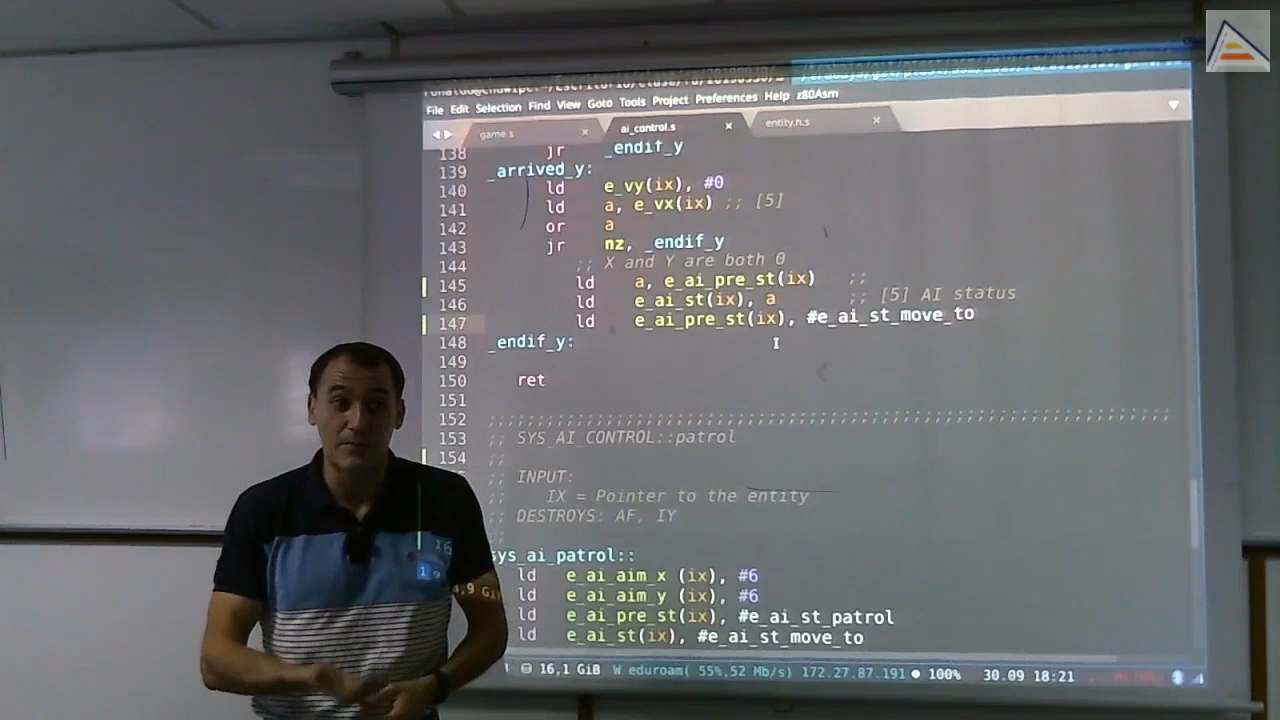 File Edit Selection Find View Goto Tools Project Preferences Help z80Asm
game.s ai_control.s entity.h.s
138 jr _endif_y
139 _arrived_y:
140 ld e_vy(ix), #0
141 ld a, e_vx(ix) ;; [5]
142 or a
143 jr nz, _endif_y
144 ;; X and Y are both 0
145 ld a, e_ai_pre_st(ix) ;;
146 ld e_ai_st(ix), a ;; [5] AI status
147 ld e_ai_pre_st(ix), #e_ai_st_move_to
148 _endif_y:
149
150 ret
151
152 ;;;;;;;;;;;;;;;;;;;;;;;;;;;;;;;;;;;;;;;;;;;;;;;;;;;;;;;;;;;;;;;;;;;;;;
153 ;; SYS_AI_CONTROL::patrol
154 ;;
;; INPUT:
;; IX = Pointer to the entity
;; DESTROYS: AF, IY
sys_ai_patrol::
ld e_ai_aim_x (ix), #6
ld e_ai_aim_y (ix), #6
ld e_ai_pre_st(ix), #e_ai_st_patrol
ld e_ai_st(ix), #e_ai_st_move_to
16,1 GiB W eduroam( 55%,52 Mb/s) 172.27.87.191 100% 30.09 18:21